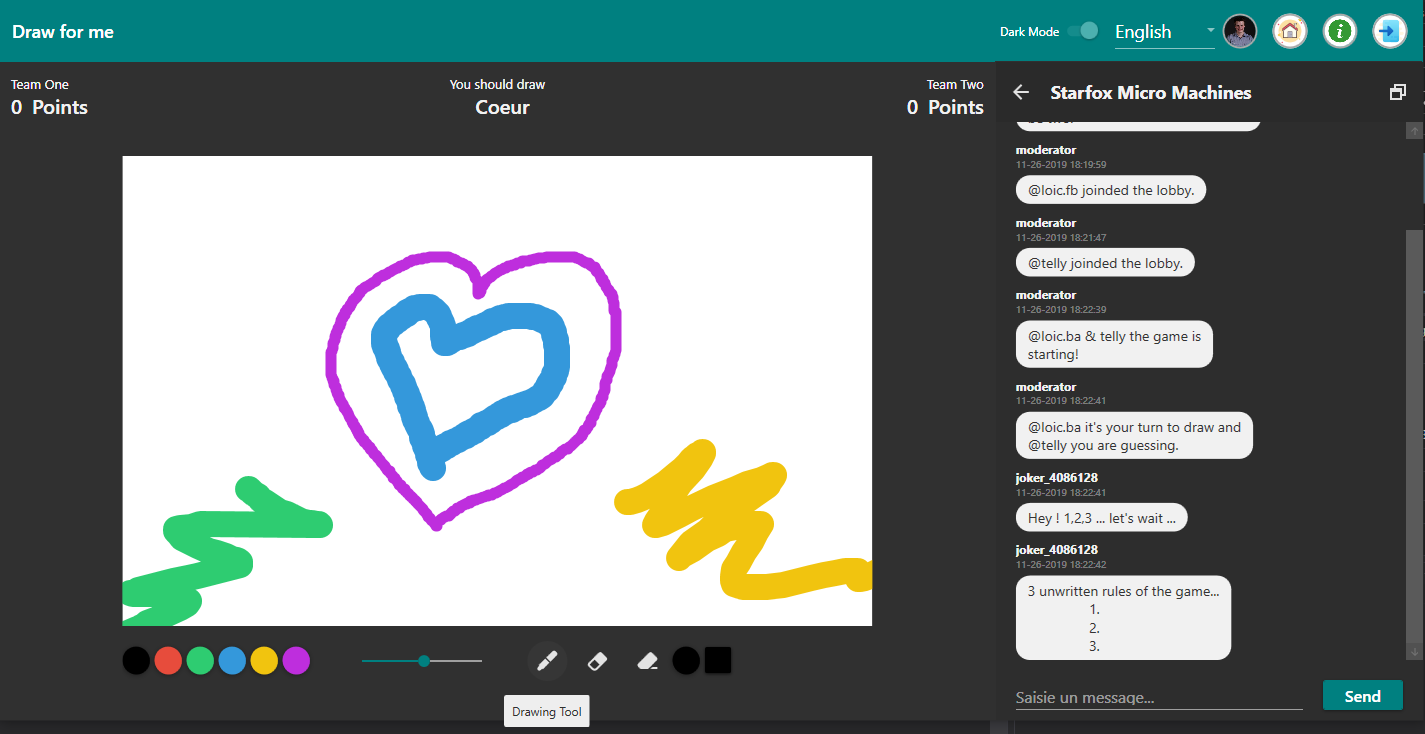 Draw for me
Dark Mode
English
Team One
0 Points
You should draw
Coeur
Team Two
0 Points
Drawing Tool
Starfox Micro Machines
moderator
11-26-2019 18:19:59
@loic.fb joinded the lobby.
moderator
11-26-2019 18:21:47
@telly joinded the lobby.
moderator
11-26-2019 18:22:39
@loic.ba & telly the game is
starting!
moderator
11-26-2019 18:22:41
@loic.ba it's your turn to draw and
@telly you are guessing.
joker_4086128
11-26-2019 18:22:41
Hey ! 1,2,3 ... let's wait ...
joker_4086128
11-26-2019 18:22:42
3 unwritten rules of the game...
1.
2.
3.
Saisie un message...
Send